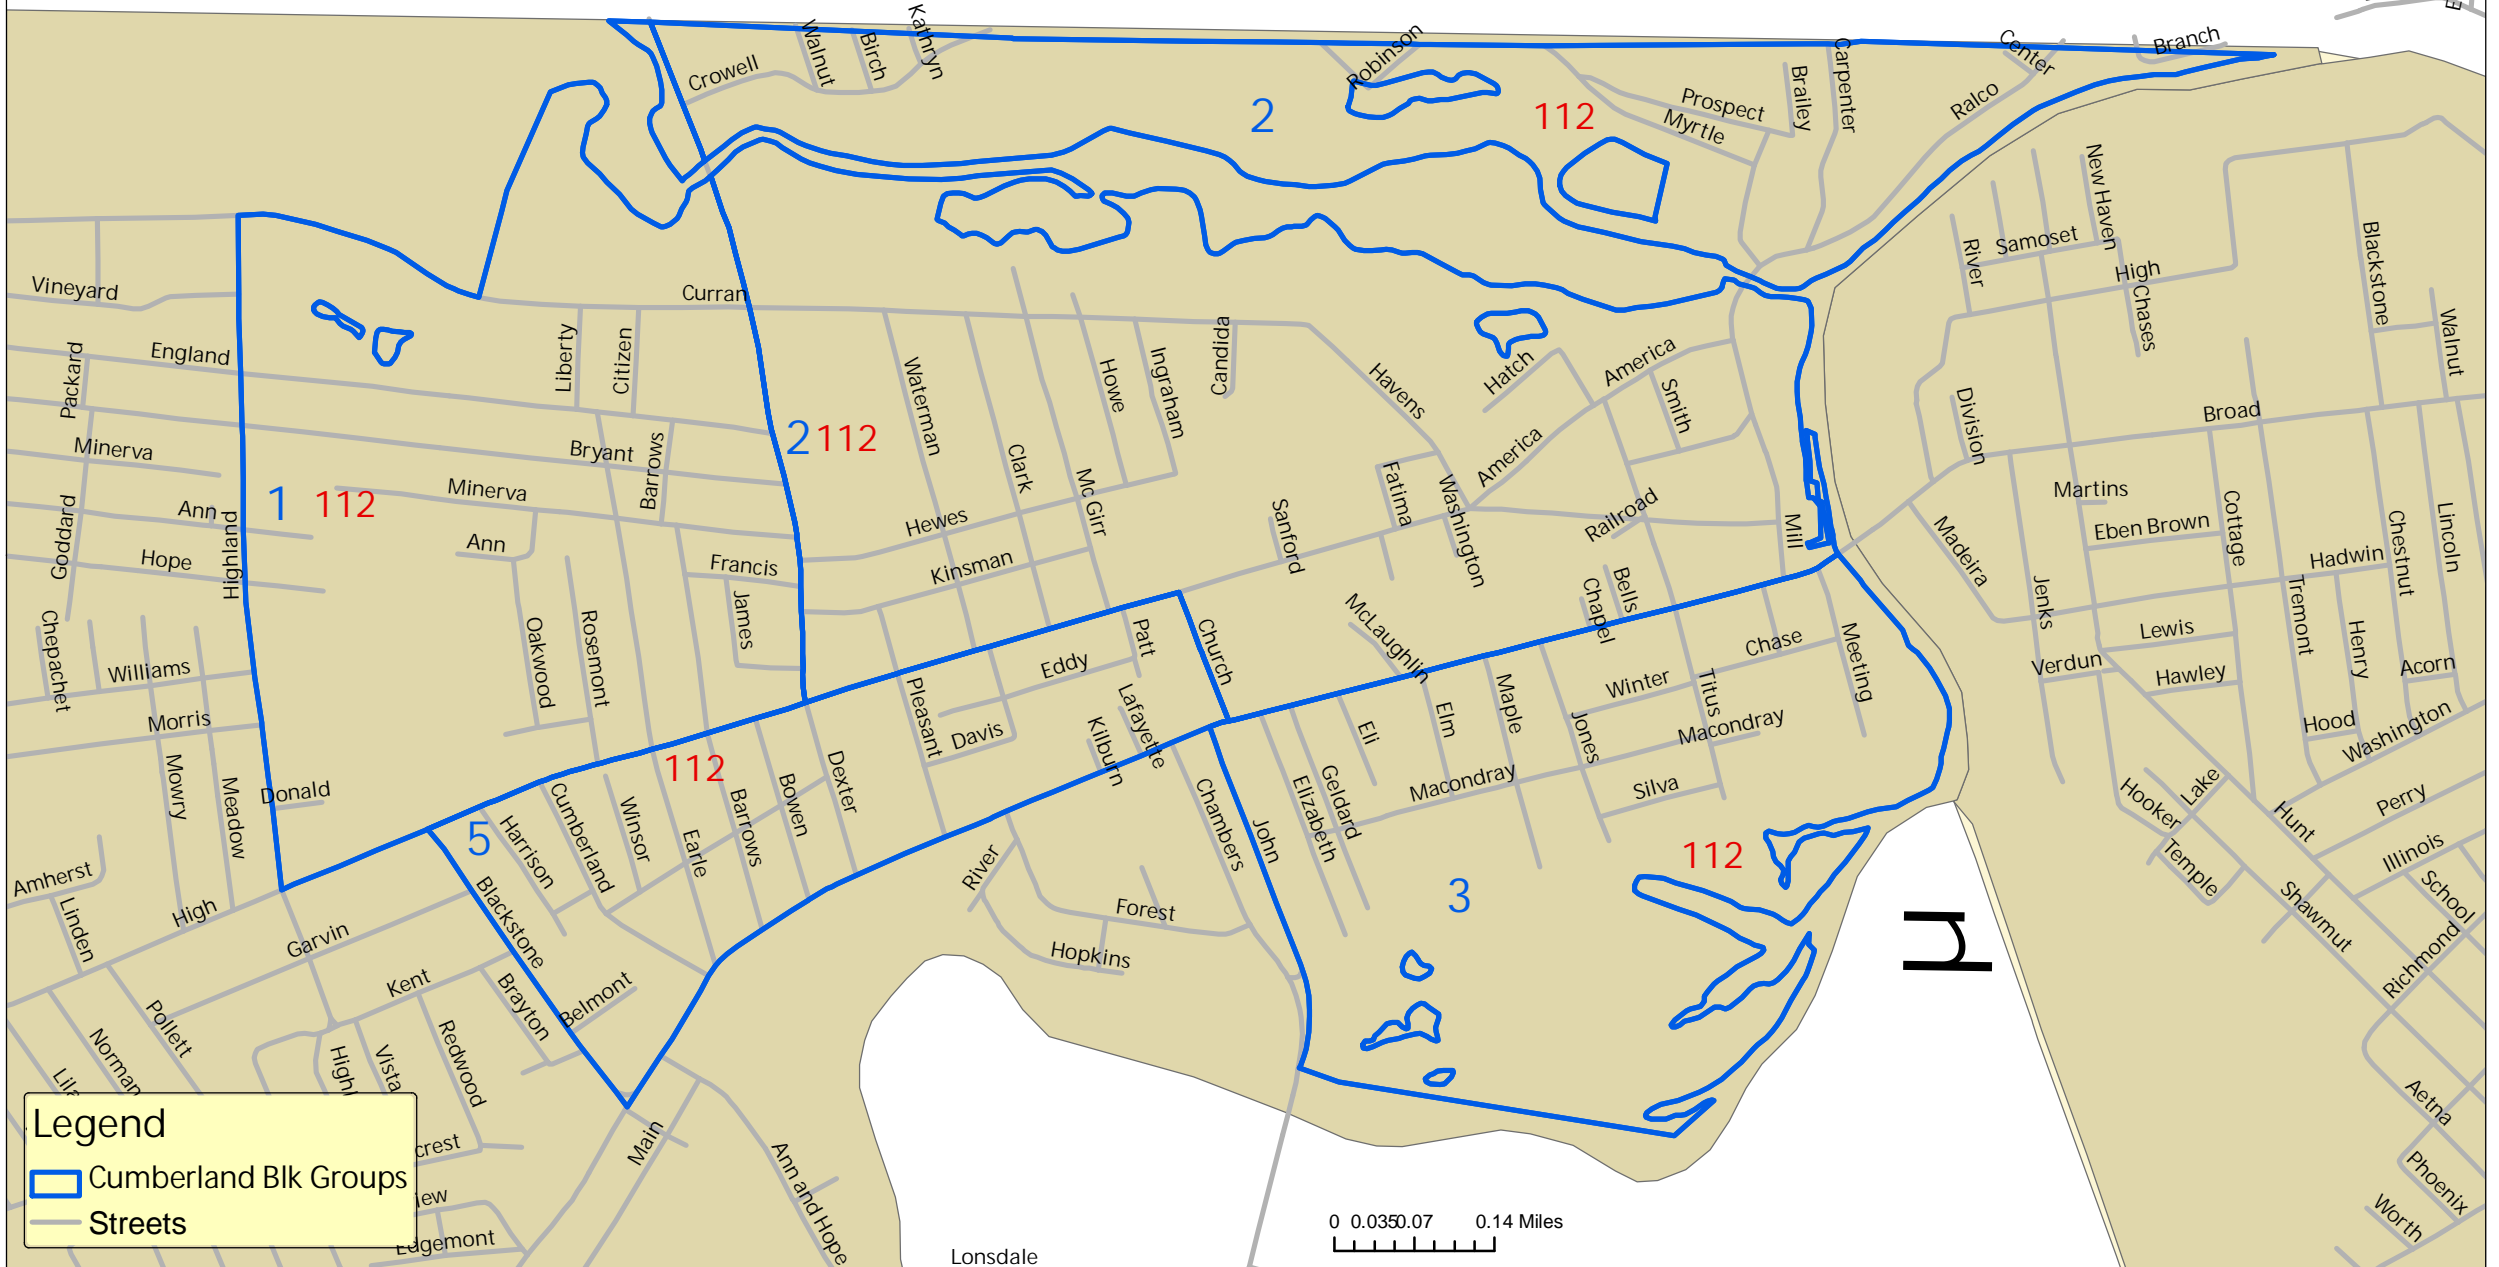 Crowell
Walnut
Birch
Kathryn
Robinson
2
112
Prospect
Myrtle
Brailey
Carpenter
Ralco
Center
Branch
New Haven
Samoset
River
High
Chases
Blackstone
Walnut
Vineyard
Curran
Packard
England
Liberty
Citizen
Waterman
Howe
Ingraham
Candida
Havens
Hatch
America
Smith
Division
Broad
Minerva
Bryant
Barrows
2 112
Clark
Mc Girr
America
Fatima
Washington
1 112
Minerva
Goddard
Ann
Highland
Hope
Ann
Francis
James
Hewes
Kinsman
Sanford
Railroad
Mill
Bells
Chapel
Madeira
Martins
Eben Brown
Cottage
Hadwin
Chestnut
Lincoln
Jenks
Tremont
Henry
Lewis
Verdun
Hawley
Acorn
Hood
Washington
Chepachet
Williams
Morris
Mowry
Meadow
Donald
Oakwood
Rosemont
Patt
Church
Eddy
Pleasant
Davis
Lafayette
Kilburn
McLaughlin
Chase
Meeting
Winter
Titus
Macondray
Maple
Elm
Eli
Jones
Silva
Macondray
Geldard
Elizabeth
John
Chambers
112
5
Harrison
Cumberland
Winsor
Earle
Barrows
Bowen
Dexter
Amherst
Linden
High
Garvin
Blackstone
Kent
Brayton
Belmont
Pollett
Norman
Highl
Vista
Redwood
River
Forest
Hopkins
3
112
Hooker
Lake
Temple
Hunt
Perry
Illinois
School
Shawmut
Richmond
Aetna
Phoenix
Worth
crest
iew
Edgemont
Main
Ann and Hope
Lonsdale
Legend
Cumberland Blk Groups
Streets
0 0.035 0.07 0.14 Miles